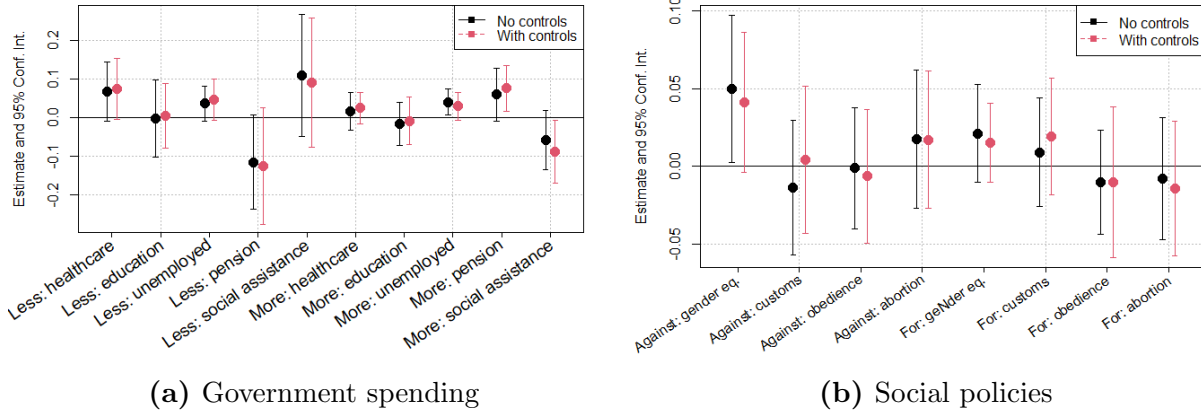 No controls
With controls
Estimate and 95% Conf. Int.
0.2
0.1
0.0
-0.1
-0.2
Less: healthcare
Less: education
Less: unemployed
Less: pension
Less: social assistance
More: healthcare
More: education
More: unemployed
More: pension
More: social assistance
(a) Government spending
No controls
With controls
Estimate and 95% Conf. Int.
0.10
0.05
0.00
-0.05
Against: gender eq.
Against: customs
Against: obedience
Against: abortion
For: geNder eq.
For: customs
For: obedience
For: abortion
(b) Social policies